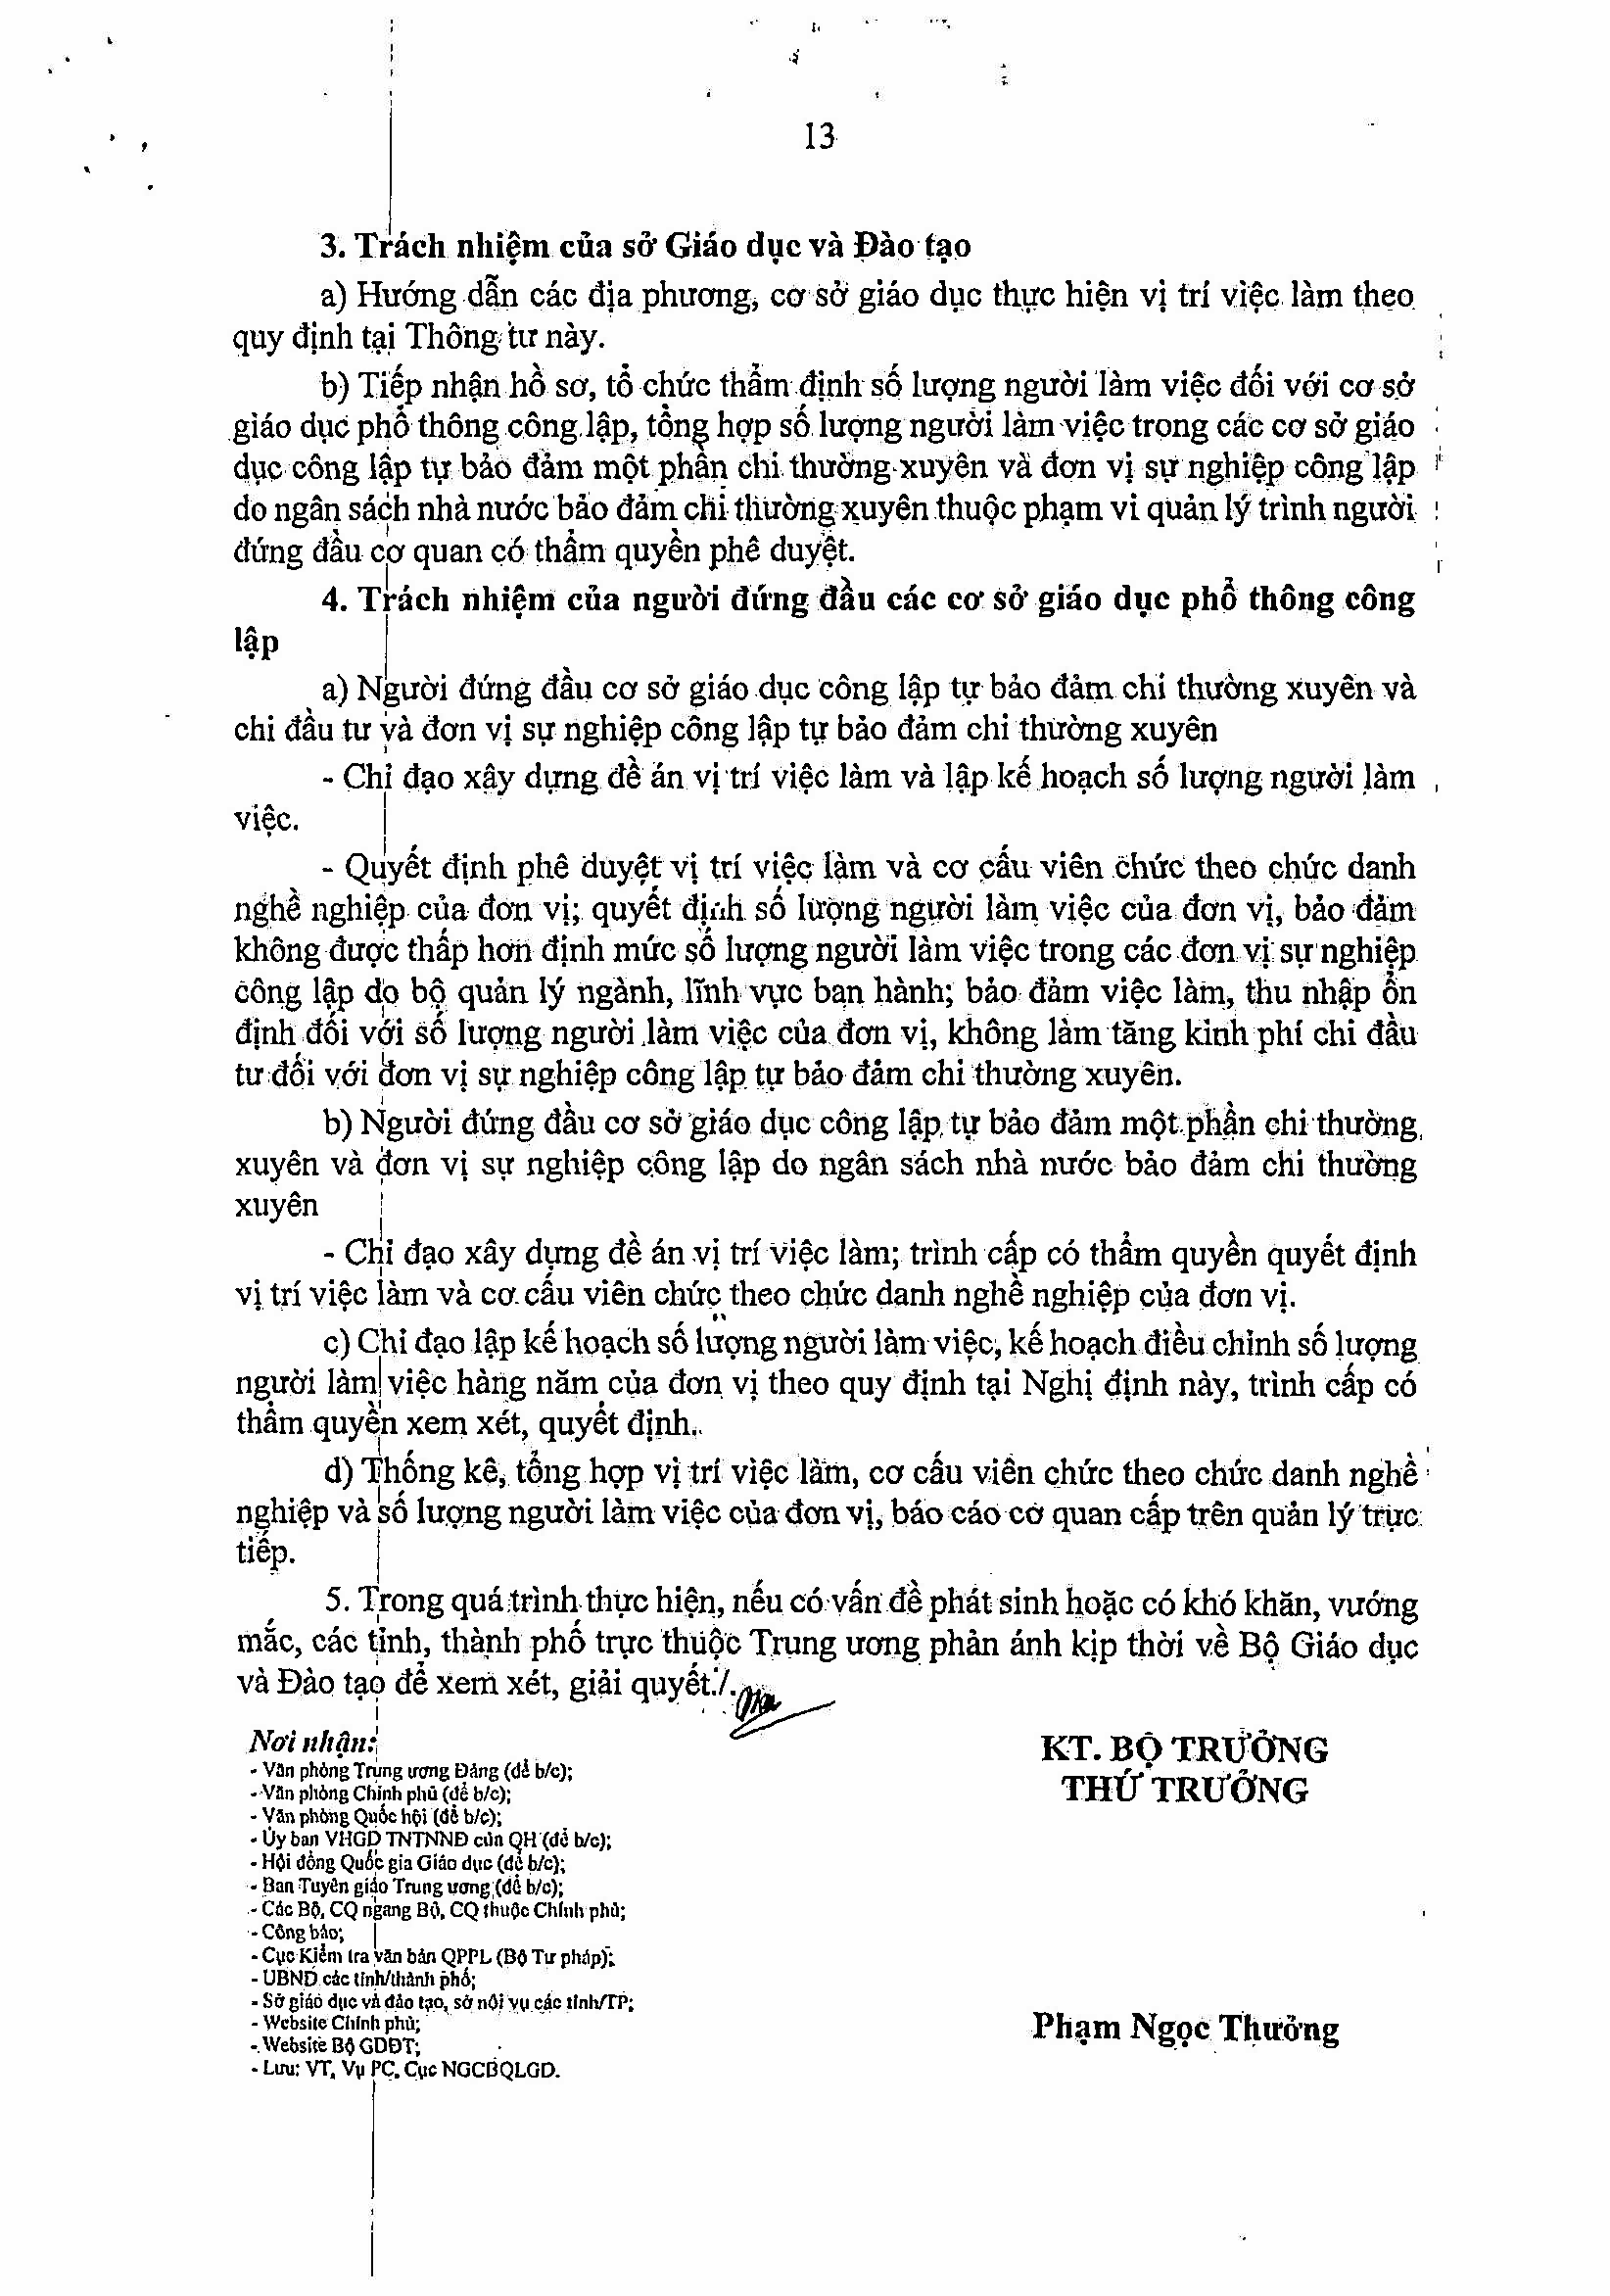 13
3. Trách nhiệm của sở Giáo dục và Đào tạo
a) Hướng dẫn các địa phương, cơ sở giáo dục thực hiện vị trí việc làm theo
quy định tại Thông tư này.
b) Tiếp nhận hồ sơ, tổ chức thẩm định số lượng người làm việc đối với cơ sở
giáo dục phổ thông công lập, tổng hợp số lượng người làm việc trong các cơ sở giáo
dục công lập tự bảo đảm một phần chi thường xuyên và đơn vị sự nghiệp công lập
do ngân sách nhà nước bảo đảm chi thường xuyên thuộc phạm vi quản lý trình người
đứng đầu cơ quan có thẩm quyền phê duyệt.
4. Trách nhiệm của người đứng đầu các cơ sở giáo dục phổ thông công
lập
a) Người đứng đầu cơ sở giáo dục công lập tự bảo đảm chi thường xuyên và
chi đầu tư và đơn vị sự nghiệp công lập tự bảo đảm chi thường xuyên
- Chỉ đạo xây dựng đề án vị trí việc làm và lập kế hoạch số lượng người làm
việc.
- Quyết định phê duyệt vị trí việc làm và cơ cấu viên chức theo chức danh
nghề nghiệp của đơn vị; quyết định số lượng người làm việc của đơn vị, bảo đảm
không được thấp hơn định mức số lượng người làm việc trong các đơn vị sự nghiệp
công lập do bộ quản lý ngành, lĩnh vực ban hành; bảo đảm việc làm, thu nhập ổn
định đối với số lượng người làm việc của đơn vị, không làm tăng kinh phí chi đầu
tư đối với đơn vị sự nghiệp công lập tự bảo đảm chi thường xuyên.
b) Người đứng đầu cơ sở giáo dục công lập tự bảo đảm một phần chi thường
xuyên và đơn vị sự nghiệp công lập do ngân sách nhà nước bảo đảm chi thường
xuyên
- Chỉ đạo xây dựng đề án vị trí việc làm; trình cấp có thẩm quyền quyết định
vị trí việc làm và cơ cấu viên chức theo chức danh nghề nghiệp của đơn vị.
c) Chỉ đạo lập kế hoạch số lượng người làm việc, kế hoạch điều chỉnh số lượng
người làm việc hàng năm của đơn vị theo quy định tại Nghị định này, trình cấp có
thẩm quyền xem xét, quyết định.
d) Thống kê, tổng hợp vị trí việc làm, cơ cấu viên chức theo chức danh nghề
nghiệp và số lượng người làm việc của đơn vị, báo cáo cơ quan cấp trên quản lý trực
tiếp.
5. Trong quá trình thực hiện, nếu có vấn đề phát sinh hoặc có khó khăn, vướng
mắc, các tỉnh, thành phố trực thuộc Trung ương phản ánh kịp thời về Bộ Giáo dục
và Đào tạo để xem xét, giải quyết./.
Nơi nhận:
- Văn phòng Trung ương Đảng (để b/c);
- Văn phòng Chính phủ (để b/c);
- Văn phòng Quốc hội (để b/c);
- Ủy ban VHGD TNTNNĐ của QH (để b/c);
- Hội đồng Quốc gia Giáo dục (để b/c);
- Ban Tuyên giáo Trung ương (để b/c);
- Các Bộ, CQ ngang Bộ, CQ thuộc Chính phủ;
- Công báo;
- Cục Kiểm tra văn bản QPPL (Bộ Tư pháp);
- UBND các tỉnh/thành phố;
- Sở giáo dục và đào tạo, sở nội vụ các tỉnh/TP;
- Website Chính phủ;
- Website Bộ GDĐT;
- Lưu: VT, Vụ PC, Cục NGCBQLGD.
KT. BỘ TRƯỞNG
THỨ TRƯỞNG
Phạm Ngọc Thưởng